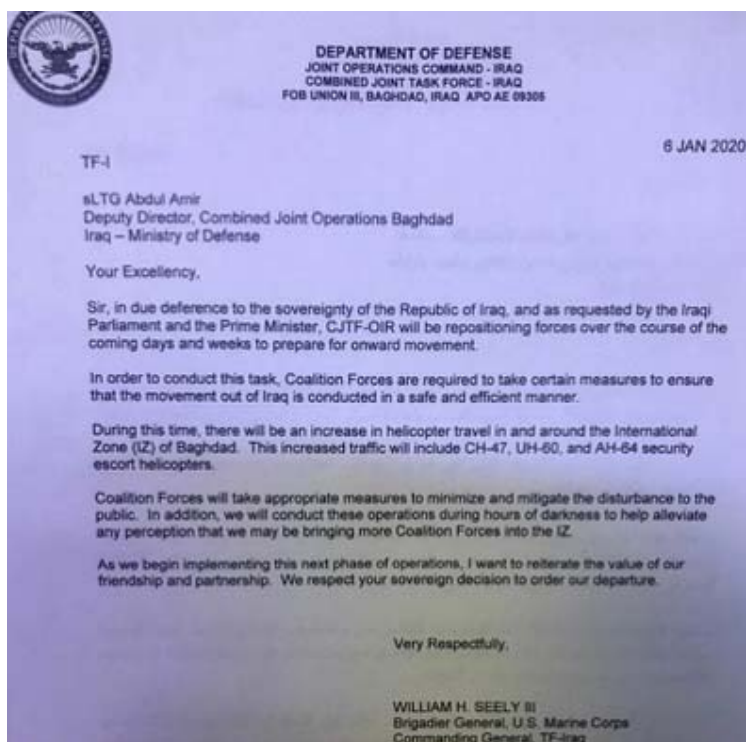 DEPARTMENT OF DEFENSE
JOINT OPERATIONS COMMAND - IRAQ
COMBINED JOINT TASK FORCE - IRAQ
FOB UNION III, BAGHDAD, IRAQ APO AE 09306
6 JAN 2020
TF-I
sLTG Abdul Amir
Deputy Director, Combined Joint Operations Baghdad
Iraq – Ministry of Defense
Your Excellency,
Sir, in due deference to the sovereignty of the Republic of Iraq, and as requested by the Iraqi
Parliament and the Prime Minister, CJTF-OIR will be repositioning forces over the course of the
coming days and weeks to prepare for onward movement.
In order to conduct this task, Coalition Forces are required to take certain measures to ensure
that the movement out of Iraq is conducted in a safe and efficient manner.
During this time, there will be an increase in helicopter travel in and around the International
Zone (IZ) of Baghdad. This increased traffic will include CH-47, UH-60, and AH-64 security
escort helicopters.
Coalition Forces will take appropriate measures to minimize and mitigate the disturbance to the
public. In addition, we will conduct these operations during hours of darkness to help alleviate
any perception that we may be bringing more Coalition Forces into the IZ.
As we begin implementing this next phase of operations, I want to reiterate the value of our
friendship and partnership. We respect your sovereign decision to order our departure.
Very Respectfully,
WILLIAM H. SEELY III
Brigadier General, U.S. Marine Corps
Commanding General, TF-Iraq